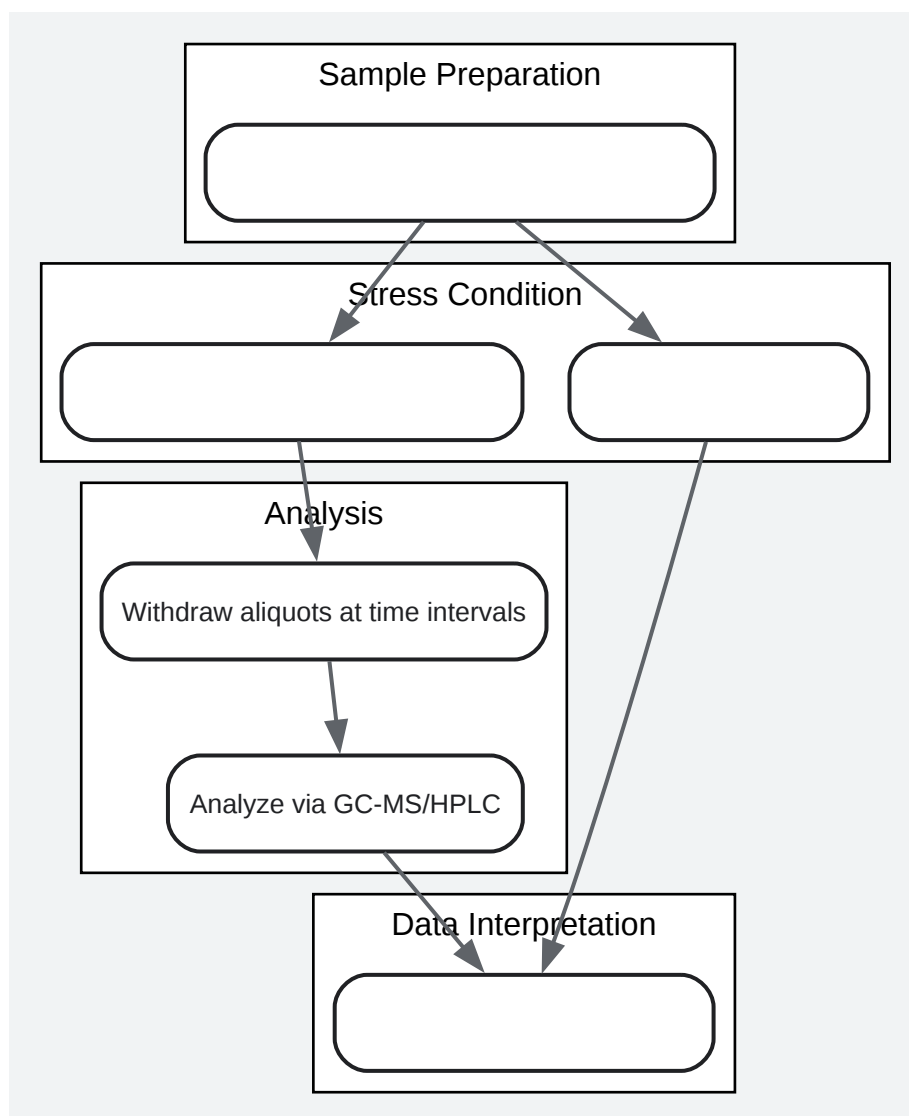 Sample Preparation
Stress Condition
Analysis
Withdraw aliquots at time intervals
Analyze via GC-MS/HPLC
Data Interpretation